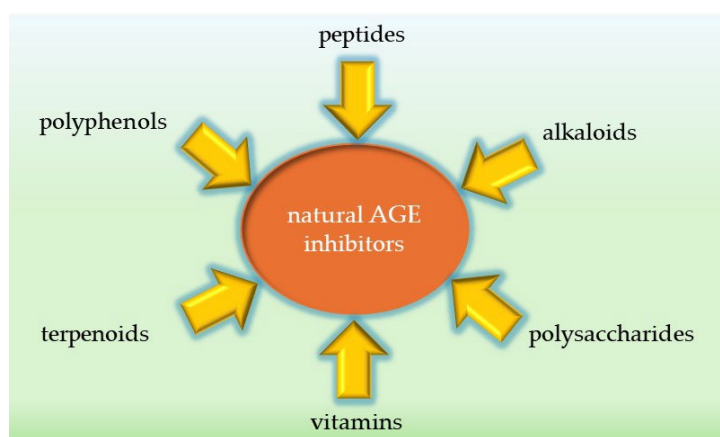 peptides
polyphenols
alkaloids
natural AGE
inhibitors
terpenoids
polysaccharides
vitamins